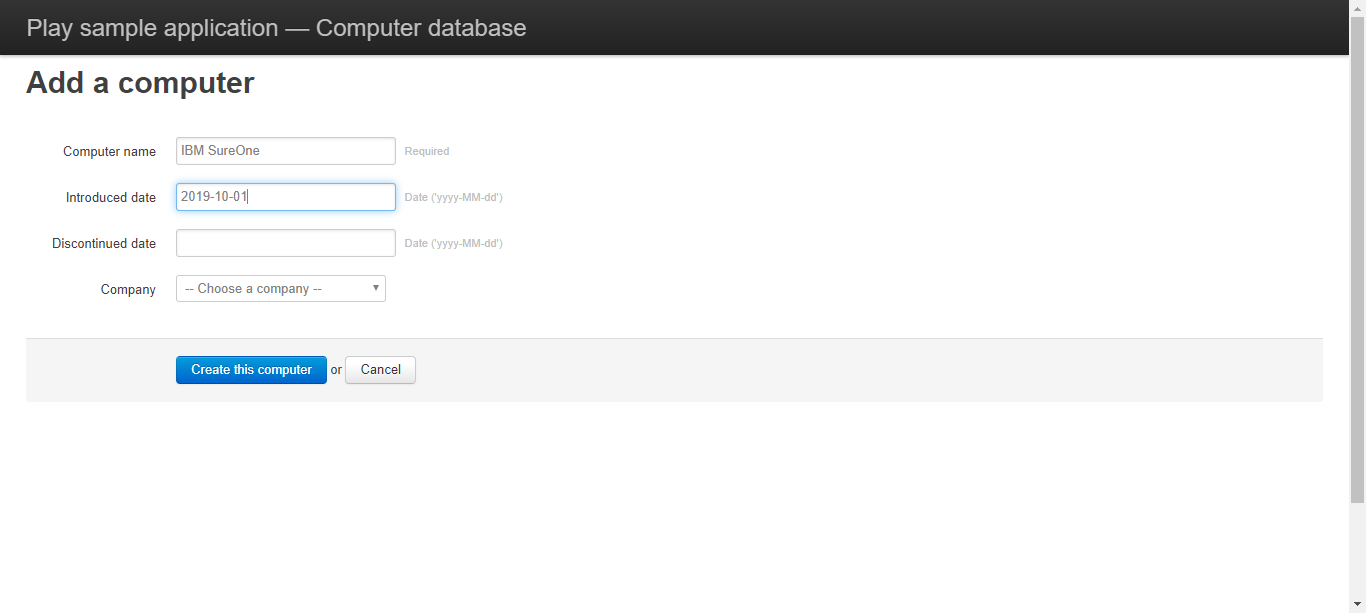 Play sample application — Computer database
Add a computer
Computer name IBM SureOne Required
Introduced date 2019-10-01 Date ('yyyy-MM-dd')
Discontinued date Date ('yyyy-MM-dd')
Company -- Choose a company --
Create this computer or Cancel